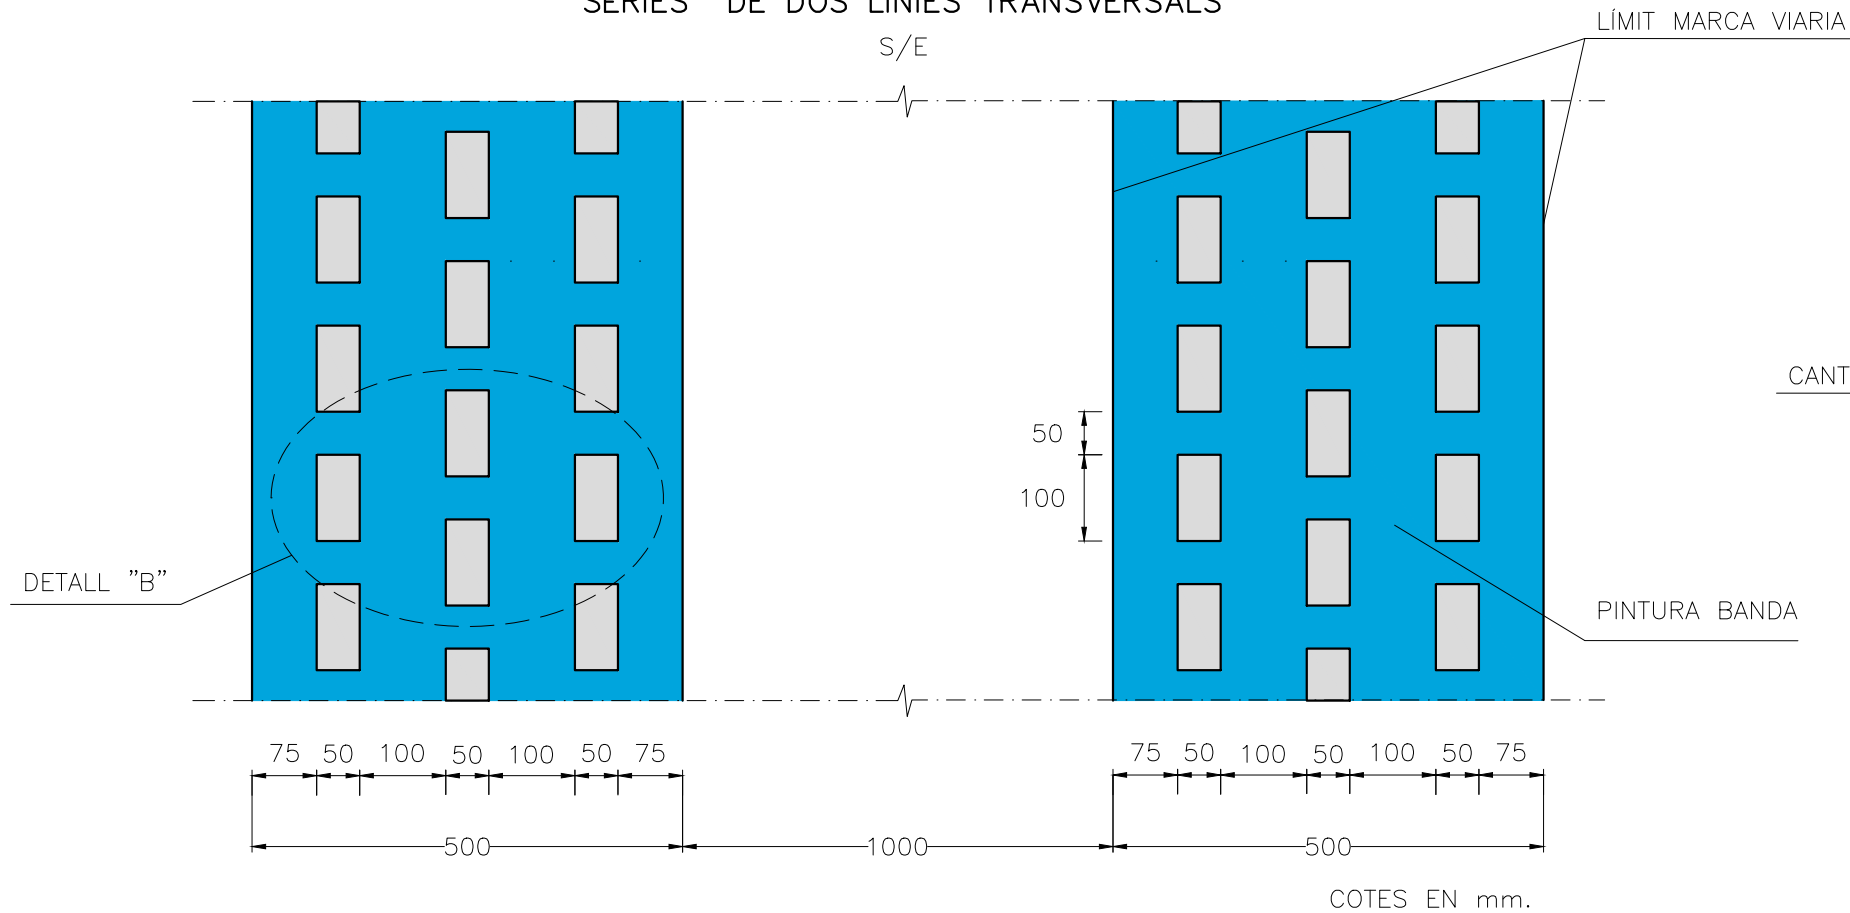 SÈRIES DE DOS LÍNIES TRANSVERSALS
S/E
LÍMIT MARCA VIARIA
CANT
50
100
DETALL "B"
PINTURA BANDA
75 50 100 50 100 50 75
75 50 100 50 100 50 75
500 1000 500
COTES EN mm.